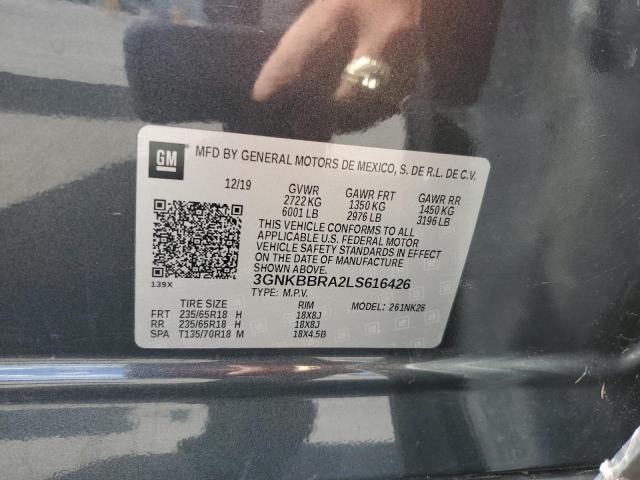 GM
MFD BY GENERAL MOTORS DE MEXICO, S. DE R.L. DE C.V.
12/19 GVWR GAWR FRT GAWR RR
2722 KG 1350 KG 1450 KG
6001 LB 2976 LB 3196 LB
THIS VEHICLE CONFORMS TO ALL
APPLICABLE U.S. FEDERAL MOTOR
VEHICLE SAFETY STANDARDS IN EFFECT
ON THE DATE OF MANUFACTURE
SHOWN ABOVE.
139X
3GNKBBRA2LS616426
TYPE: M.P.V.
TIRE SIZE RIM MODEL: 261NK26
FRT 235/65R18 H 18X8J
RR 235/65R18 H 18X8J
SPA T135/70R18 M 18X4.5B